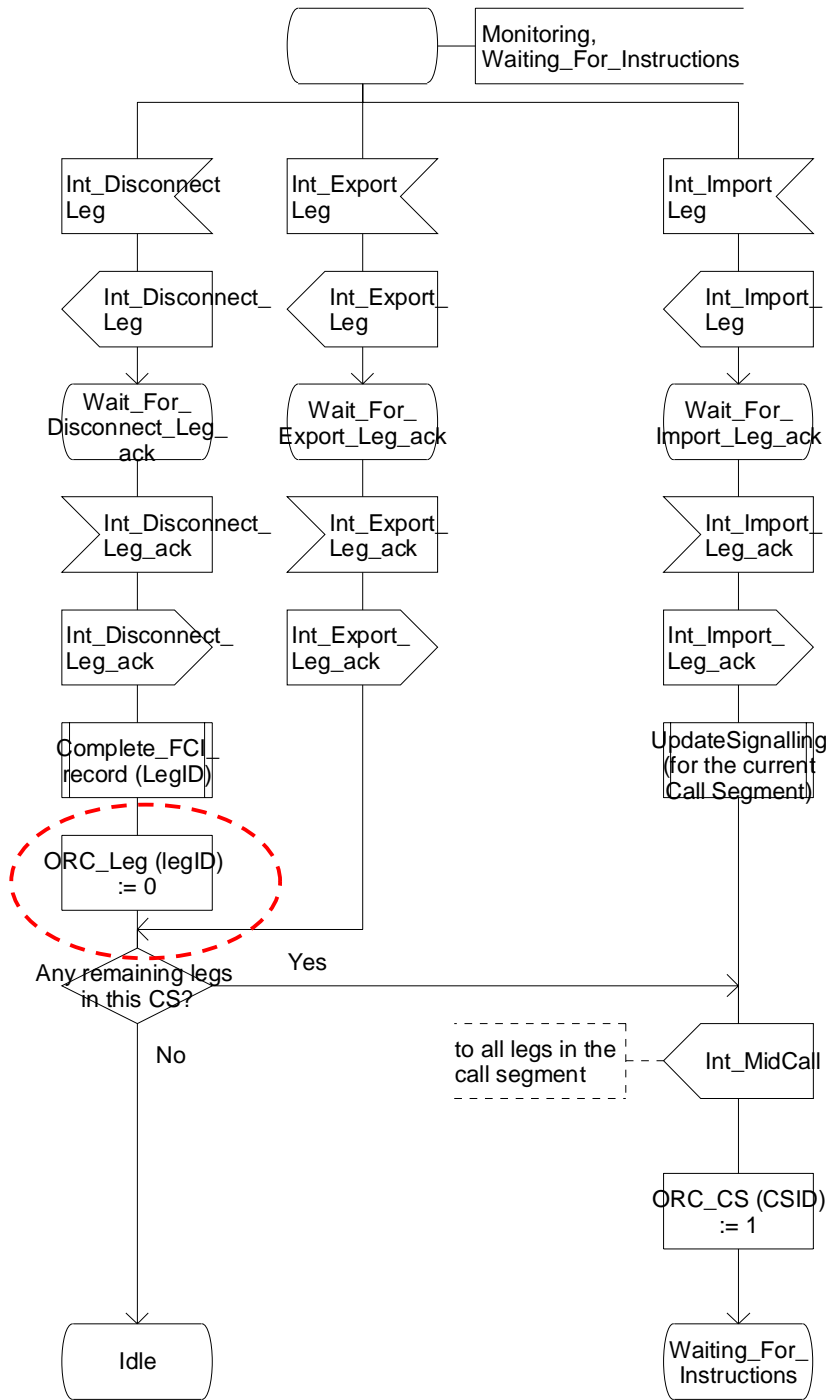 Monitoring,
Waiting_For_Instructions
Int_Disconnect
Leg
Int_Export
Leg
Int_Import
Leg
Int_Disconnect_
Leg
Int_Export_
Leg
Int_Import_
Leg
Wait_For_
Disconnect_Leg_
ack
Wait_For_
Export_Leg_ack
Wait_For_
Import_Leg_ack
Int_Disconnect_
Leg_ack
Int_Export_
Leg_ack
Int_Import_
Leg_ack
Int_Disconnect_
Leg_ack
Int_Export_
Leg_ack
Int_Import_
Leg_ack
Complete_FCI_
record (LegID)
UpdateSignalling
(for the current
Call Segment)
ORC_Leg (legID)
:= 0
Any remaining legs
in this CS?
Yes
No
to all legs in the
call segment
Int_MidCall
ORC_CS (CSID)
:= 1
Idle
Waiting_For_
Instructions